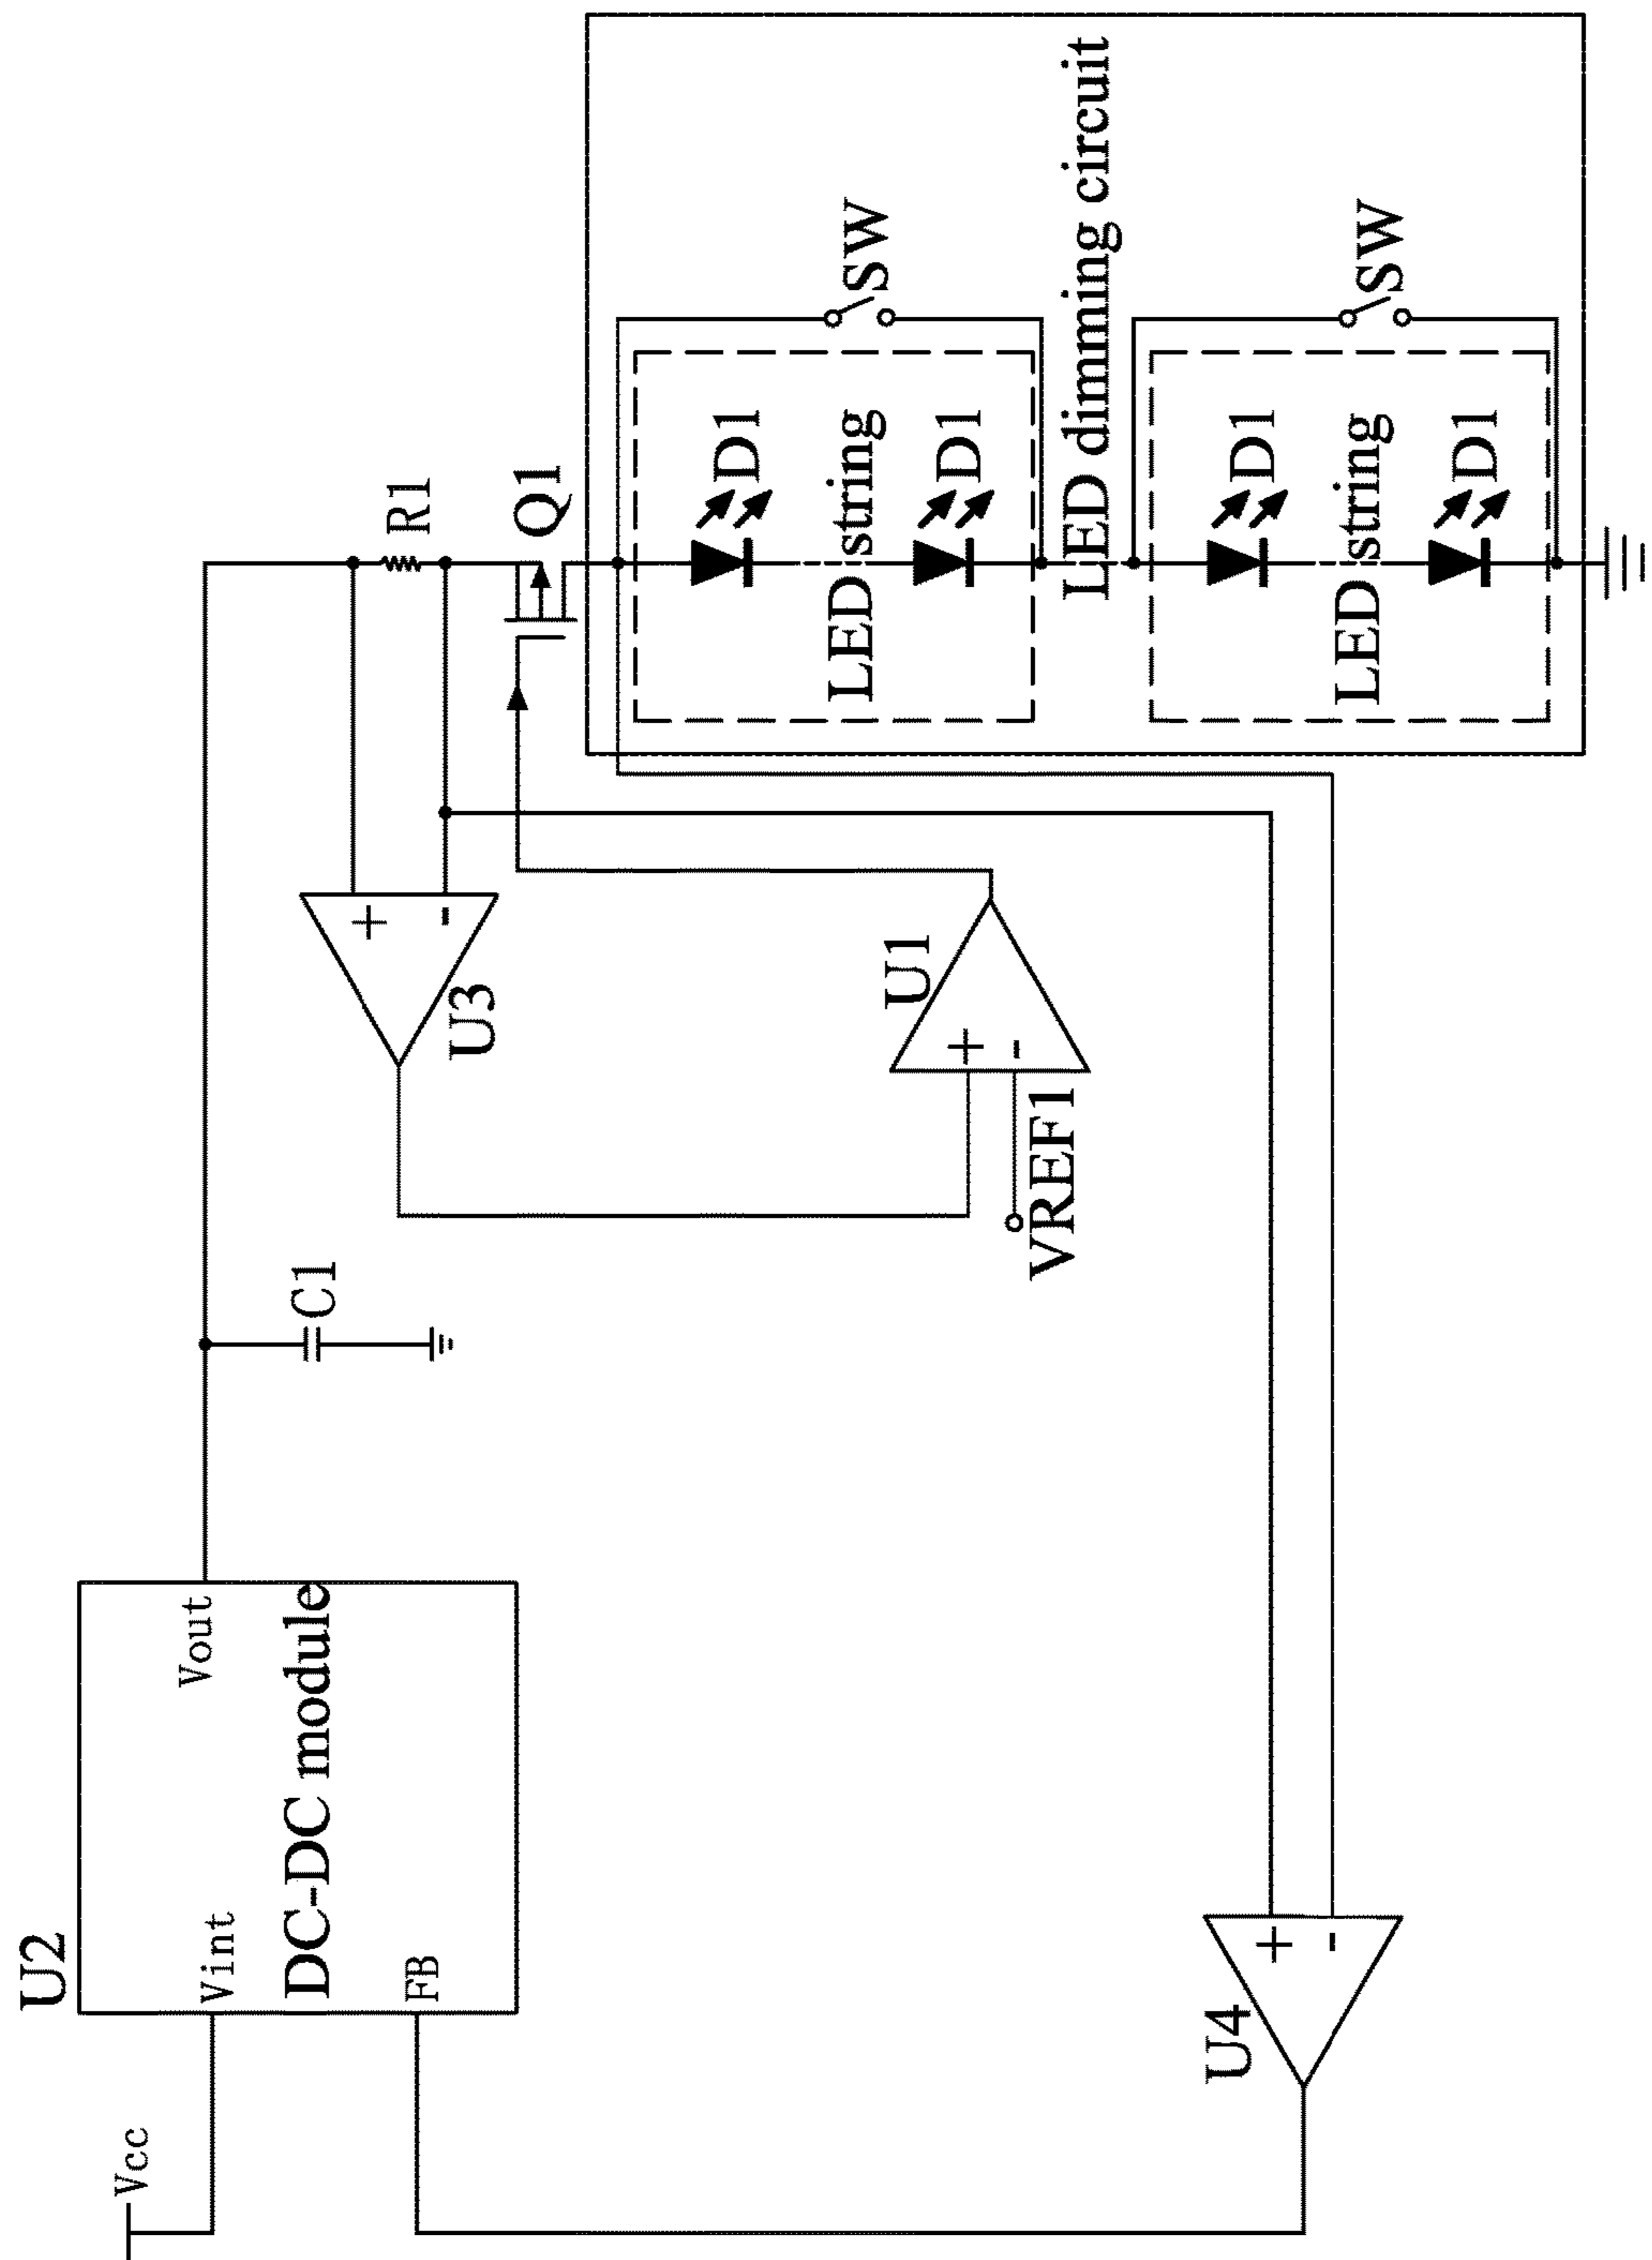 U2
Vcc
Vint
Vout
DC-DC module
FB
C1
R1
+
-
U3
Q1
U1
+
-
VREF1
D1
LED string
D1
SW
LED dimming circuit
D1
LED string
D1
SW
U4
+
-